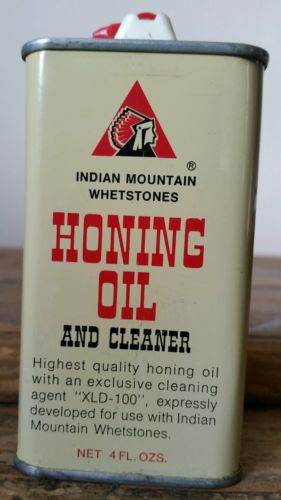 ®
INDIAN MOUNTAIN
WHETSTONES
HONING
OIL
AND CLEANER
Highest quality honing oil
with an exclusive cleaning
agent "XLD-100", expressly
developed for use with Indian
Mountain Whetstones.
NET 4 FL. OZS.